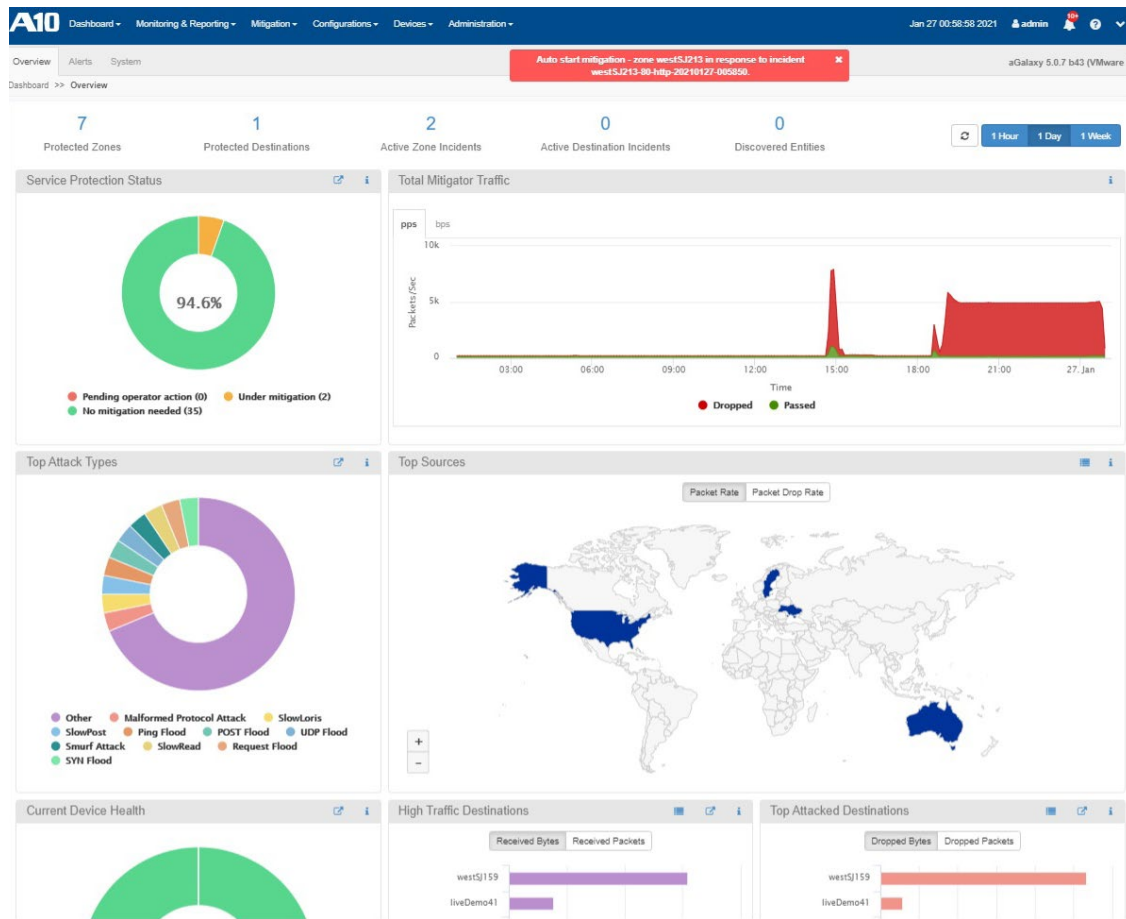 A10 Dashboard Monitoring & Reporting Mitigation Configurations Devices Administration Jan 27 00:58:58 2021 admin 10+
Overview Alerts System
Auto start mitigation - zone westSJ213 in response to incident
westSJ213-80-http-20210127-005850.
aGalaxy 5.0.7 b43 (VMware
Dashboard >> Overview
7 1 2 0 0
Protected Zones Protected Destinations Active Zone Incidents Active Destination Incidents Discovered Entities
1 Hour 1 Day 1 Week
Service Protection Status
94.6%
Pending operator action (0) Under mitigation (2)
No mitigation needed (35)
Total Mitigator Traffic
pps bps
10k
5k
0
Packets/Sec
03:00 06:00 09:00 12:00 15:00 18:00 21:00 27. Jan
Time
Dropped Passed
Top Attack Types
Other Malformed Protocol Attack SlowLoris
SlowPost Ping Flood POST Flood UDP Flood
Smurf Attack SlowRead Request Flood
SYN Flood
Top Sources
Packet Rate Packet Drop Rate
+
−
Current Device Health
High Traffic Destinations
Received Bytes Received Packets
westSJ159
liveDemo41
Top Attacked Destinations
Dropped Bytes Dropped Packets
westSJ159
liveDemo41